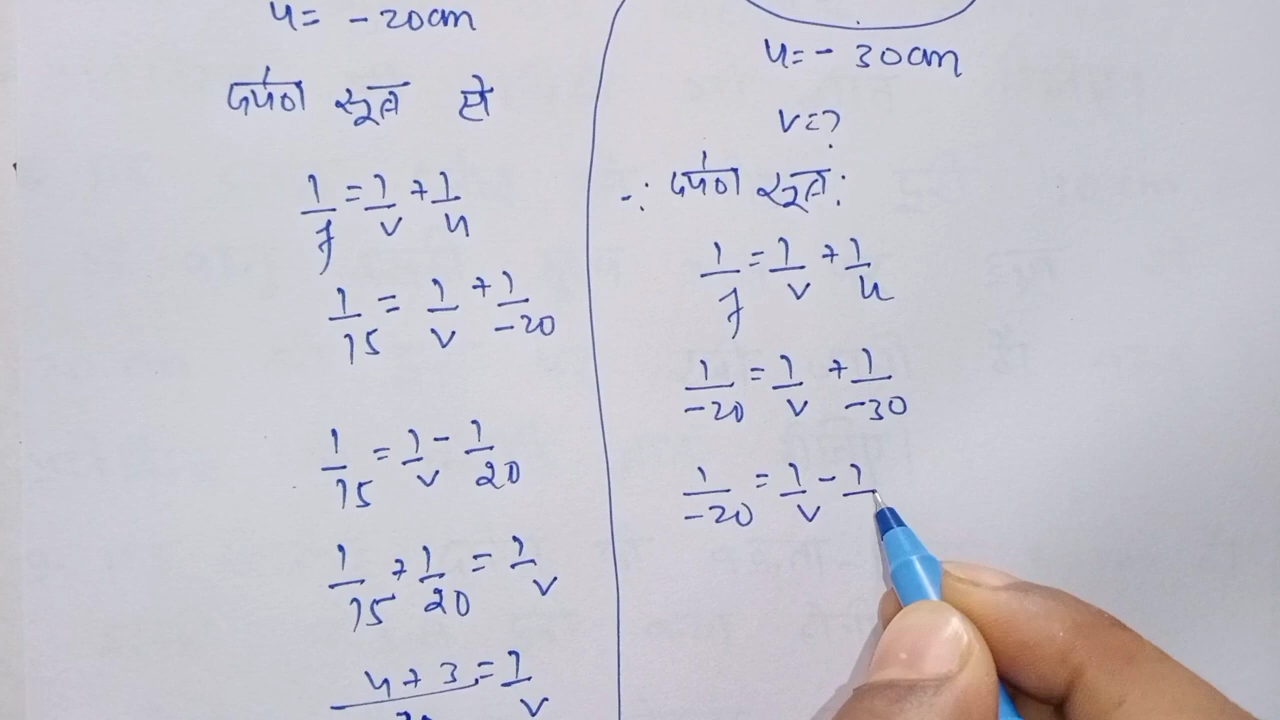 u = - 20cm
दर्पण सूत्र से
1/f = 1/v + 1/u
1/15 = 1/v + 1/-20
1/15 = 1/v - 1/20
1/15 + 1/20 = 1/v
4 + 3 = 1/v
u = - 30cm
v = ?
∴ दर्पण सूत्र:
1/f = 1/v + 1/u
1/-20 = 1/v + 1/-30
1/-20 = 1/v - 1